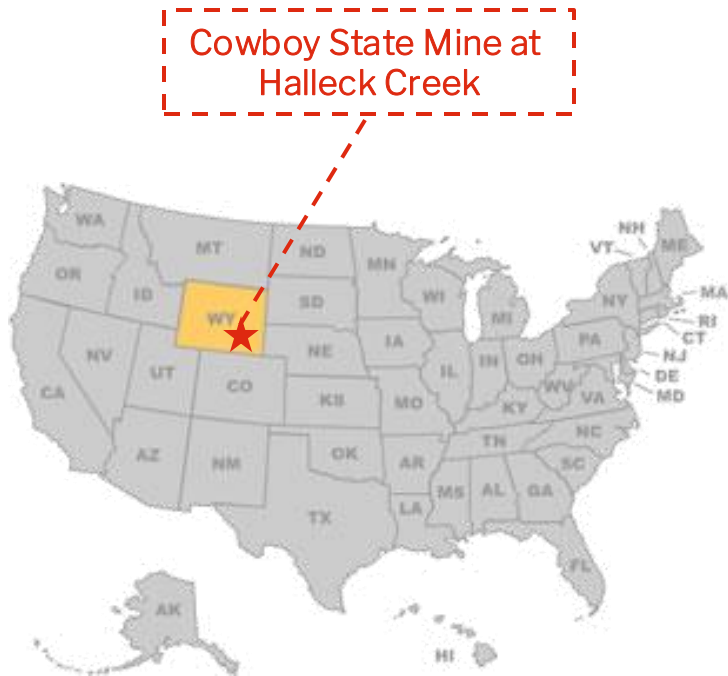 Cowboy State Mine at
Halleck Creek
WA
MT
ND
MN
NH
VT
ME
OR
ID
SD
WI
MI
NY
MA
WY
RI
CT
NV
UT
CO
NE
IA
IL
IN
OH
PA
NJ
DE
MD
CA
KS
MO
KY
WV
VA
AZ
NM
OK
AR
TN
NC
SC
TX
LA
MS
AL
GA
FL
AK
HI